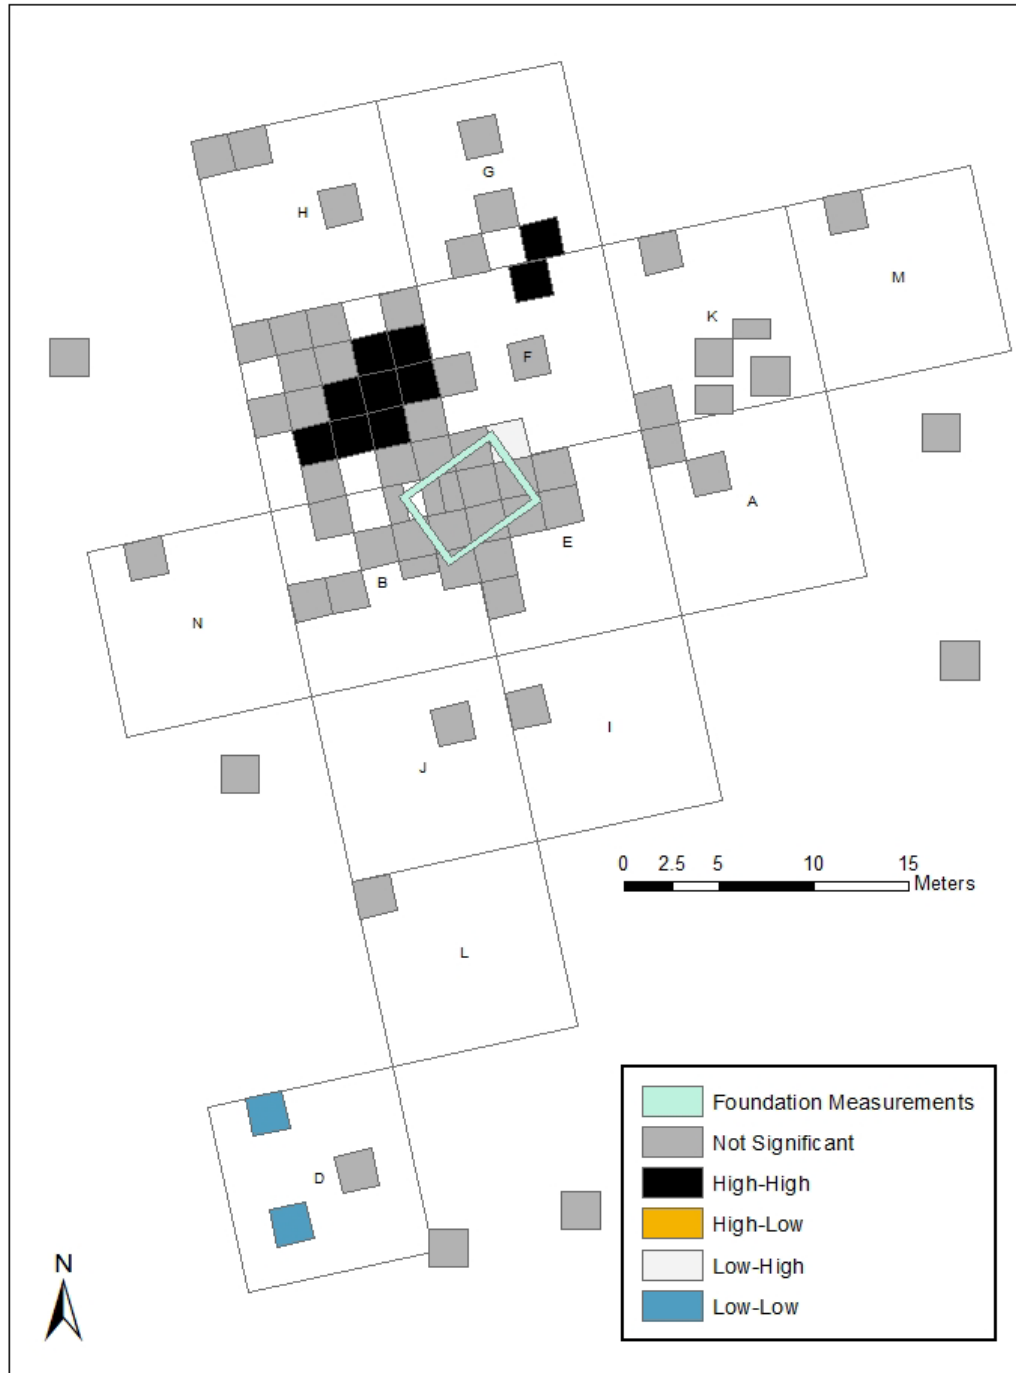 G
H
M
K
F
A
E
B
N
I
J
0 2.5 5 10 15
Meters
L
Foundation Measurements
Not Significant
High-High
High-Low
Low-High
Low-Low
D
N